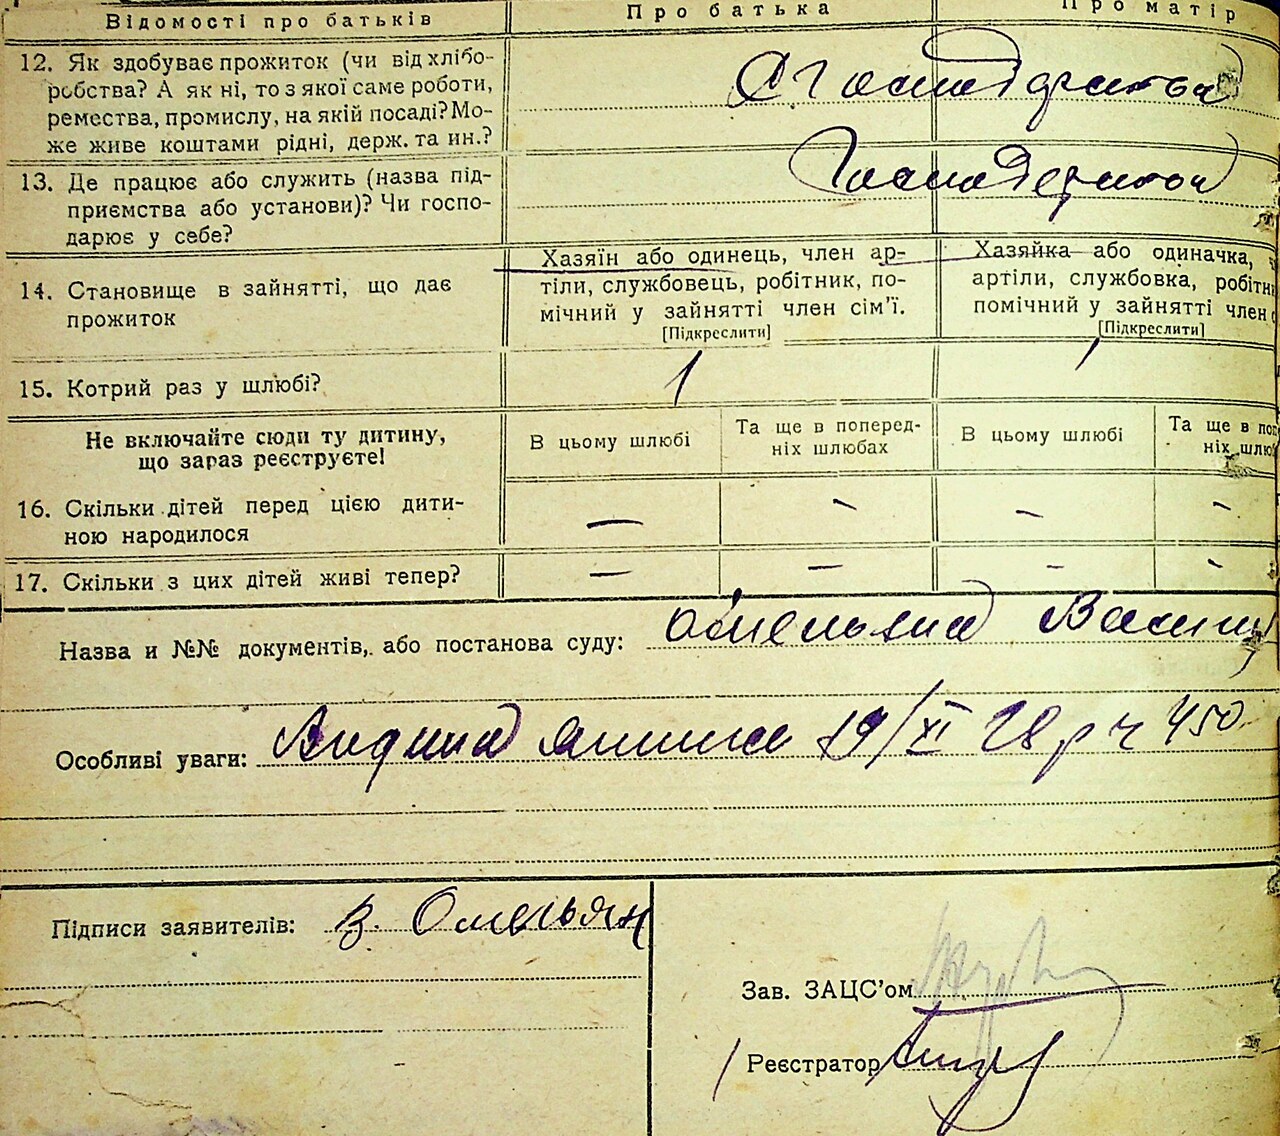 Відомості про батьків
Про батька
Про матір
12. Як здобуває прожиток (чи від хлібо-
робства? А як ні, то з якої саме роботи,
ремества, промислу, на якій посаді? Мо-
же живе коштами рідні, держ. та ин.?
13. Де працює або служить (назва під-
приємства або установи)? Чи госпо-
дарює у себе?
14. Становище в зайнятті, що дає
прожиток
Хазяїн або одинець, член ар-
тіли, службовець, робітник, по-
мічний у зайнятті член сім'ї.
[Підкреслити]
Хазяйка або одиначка,
артіли, службовка, робітн
помічний у зайнятті член
[Підкреслити]
15. Котрий раз у шлюбі?
1
1
Не включайте сюди ту дитину,
що зараз реєструєте!
В цьому шлюбі
Та ще в поперед-
ніх шлюбах
В цьому шлюбі
Та ще в поп
ніх шлюб
16. Скільки дітей перед цією дити-
ною народилося
— - - -
17. Скільки з цих дітей живі тепер?
— — - -
Назва и №№ документів, або постанова суду:
Особливі уваги: 19/XI 28 р ч 450
Підписи заявителів: В. Омельян
Зав. ЗАЦС'ом
Реєстратор